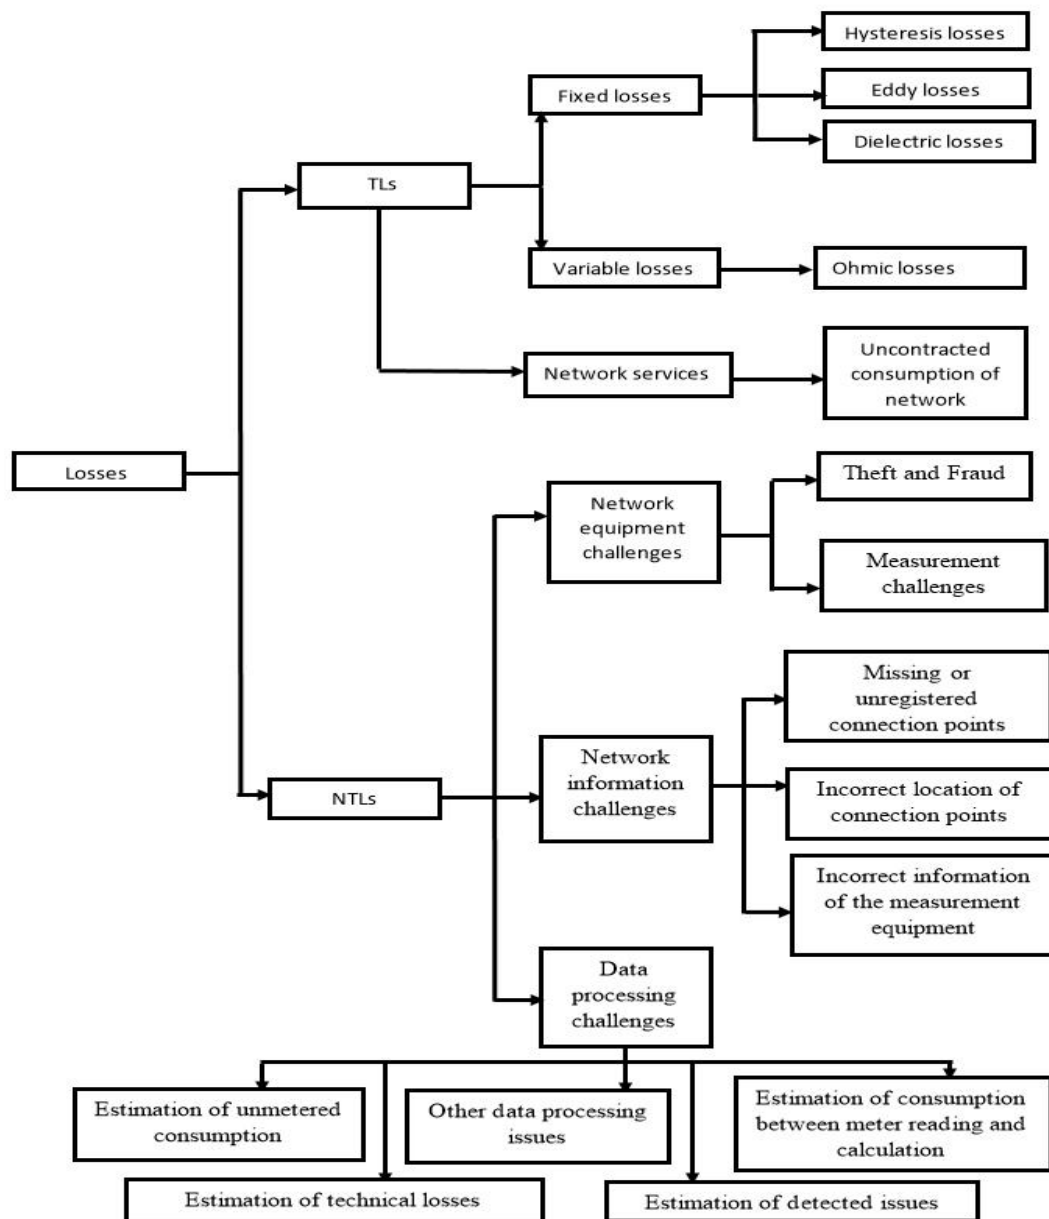 Hysteresis losses
Fixed losses
Eddy losses
Dielectric losses
TLs
Variable losses
Ohmic losses
Network services
Uncontracted
consumption of
network
Losses
Network
equipment
challenges
Theft and Fraud
Measurement
challenges
NTLs
Network
information
challenges
Missing or
unregistered
connection points
Incorrect location of
connection points
Incorrect information
of the measurement
equipment
Data
processing
challenges
Estimation of unmetered
consumption
Other data processing
issues
Estimation of consumption
between meter reading and
calculation
Estimation of technical losses
Estimation of detected issues